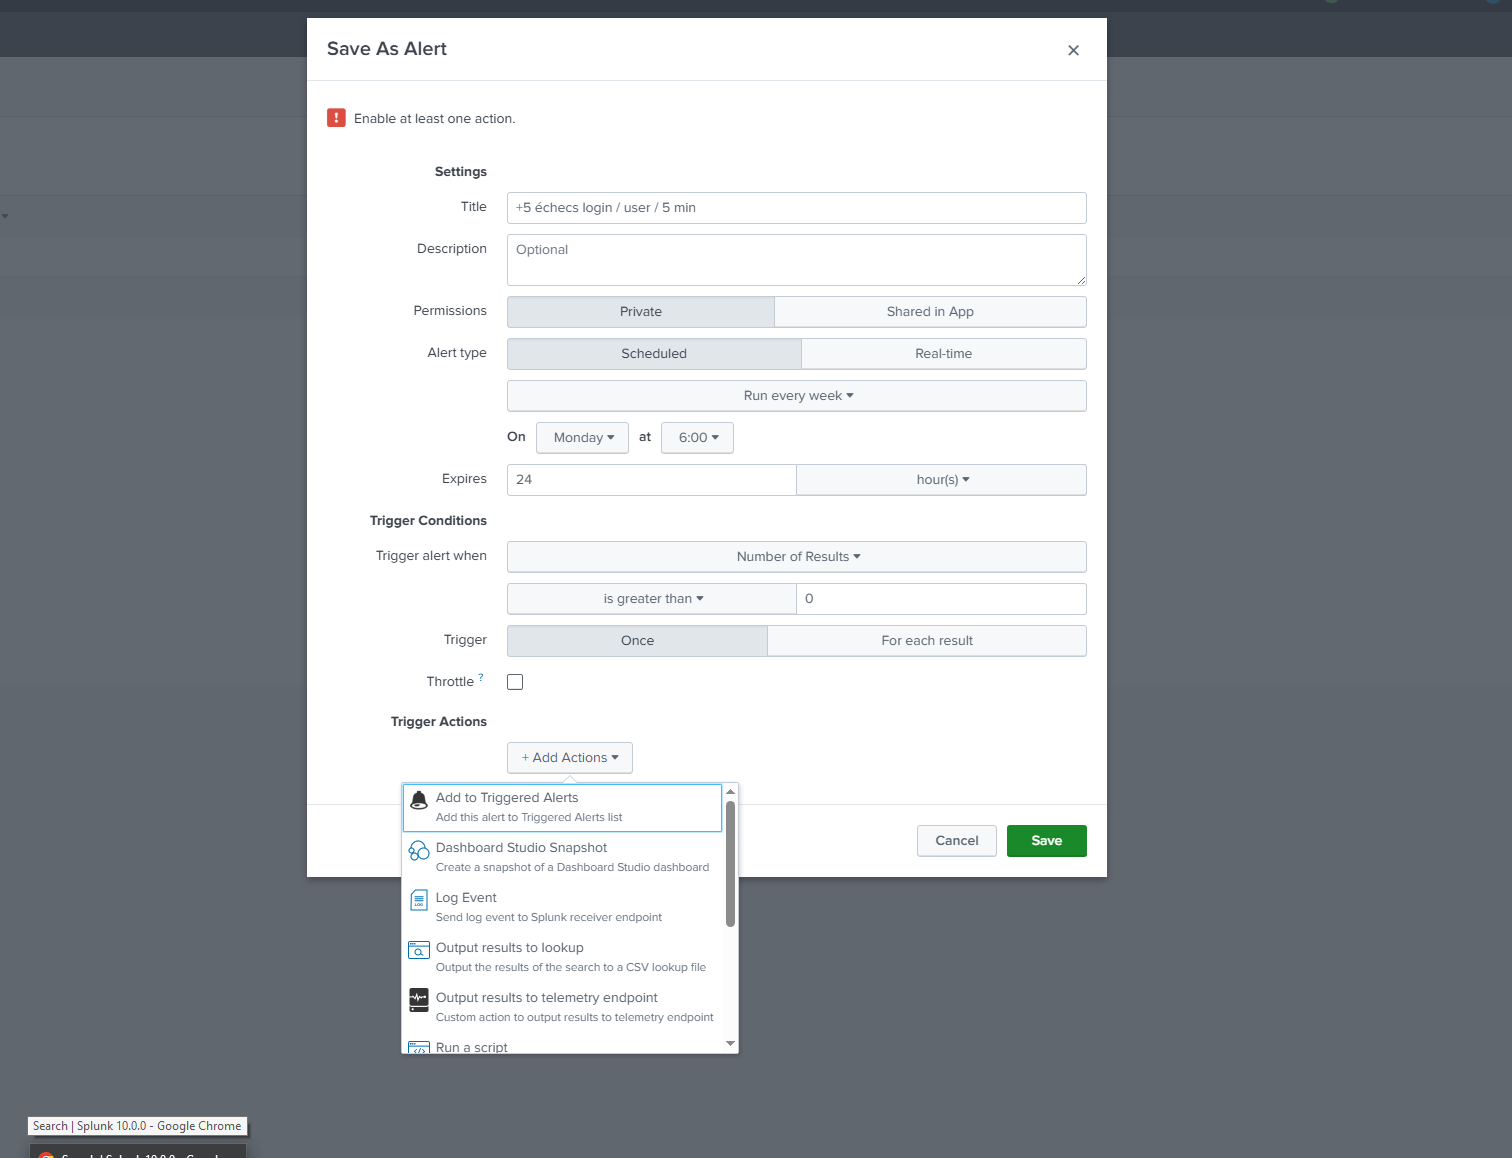 Save As Alert
Enable at least one action.
Settings
Title +5 échecs login / user / 5 min
Description Optional
Permissions Private Shared in App
Alert type Scheduled Real-time
Run every week
On Monday at 6:00
Expires 24 hour(s)
Trigger Conditions
Trigger alert when Number of Results
is greater than 0
Trigger Once For each result
Throttle ?
Trigger Actions
+ Add Actions
Add to Triggered Alerts
Add this alert to Triggered Alerts list
Dashboard Studio Snapshot
Create a snapshot of a Dashboard Studio dashboard
Cancel Save
Log Event
Send log event to Splunk receiver endpoint
Output results to lookup
Output the results of the search to a CSV lookup file
Output results to telemetry endpoint
Custom action to output results to telemetry endpoint
Run a script
Search | Splunk 10.0.0 - Google Chrome